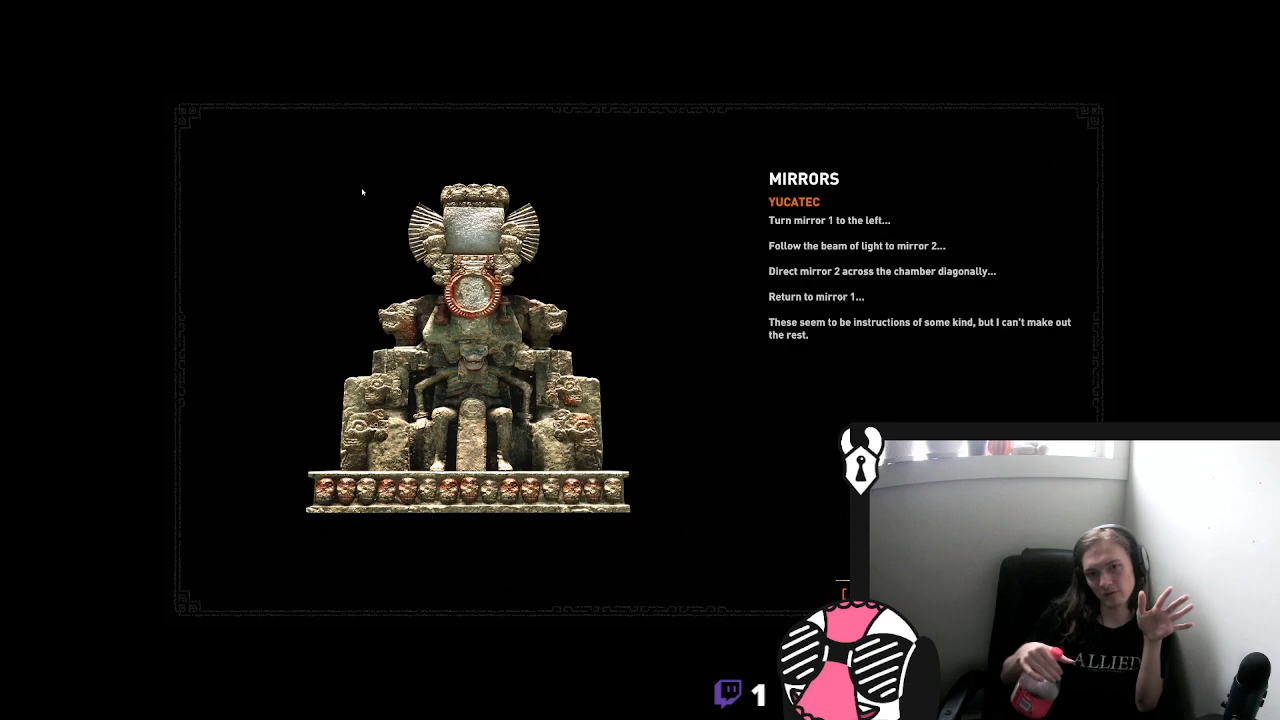 MIRRORS
YUCATEC
Turn mirror 1 to the left...
Follow the beam of light to mirror 2...
Direct mirror 2 across the chamber diagonally...
Return to mirror 1...
These seem to be instructions of some kind, but I can't make out
the rest.
ALLIED
1